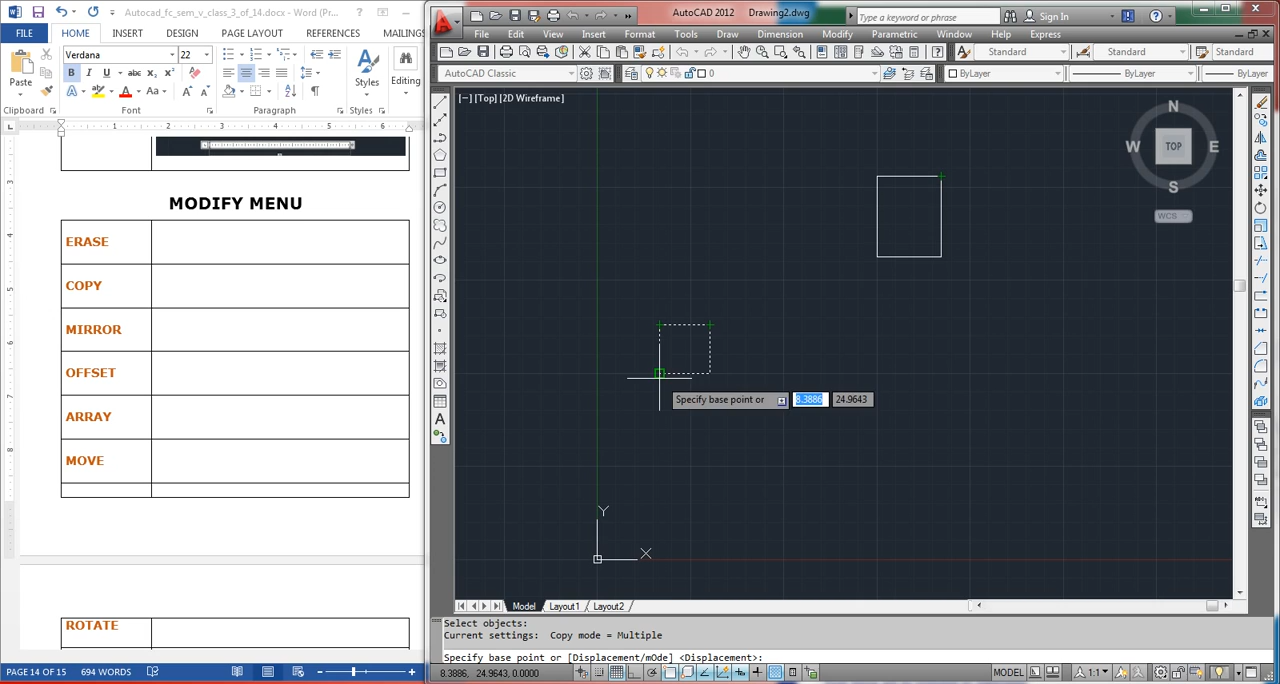 Autocad_fc_sem_v_class_3_of_14.docx - Word (Pr...
FILE HOME INSERT DESIGN PAGE LAYOUT REFERENCES MAILINGS
Paste
Verdana 22
Styles Editing
Clipboard Font Paragraph Styles
MODIFY MENU
ERASE
COPY
MIRROR
OFFSET
ARRAY
MOVE
ROTATE
PAGE 14 OF 15 694 WORDS
AutoCAD 2012 Drawing2.dwg
Type a keyword or phrase
Sign In
File Edit View Insert Format Tools Draw Dimension Modify Parametric Window Help Express
Standard Standard Standard
AutoCAD Classic 0 ByLayer ByLayer ByLayer
[−] [Top] [2D Wireframe]
N
W TOP E
S
WCS
Specify base point or 8.3886 24.9643
Y
X
Model Layout1 Layout2
Select objects:
Current settings: Copy mode = Multiple
Specify base point or [Displacement/mOde] <Displacement>:
8.3886, 24.9643, 0.0000
MODEL 1:1